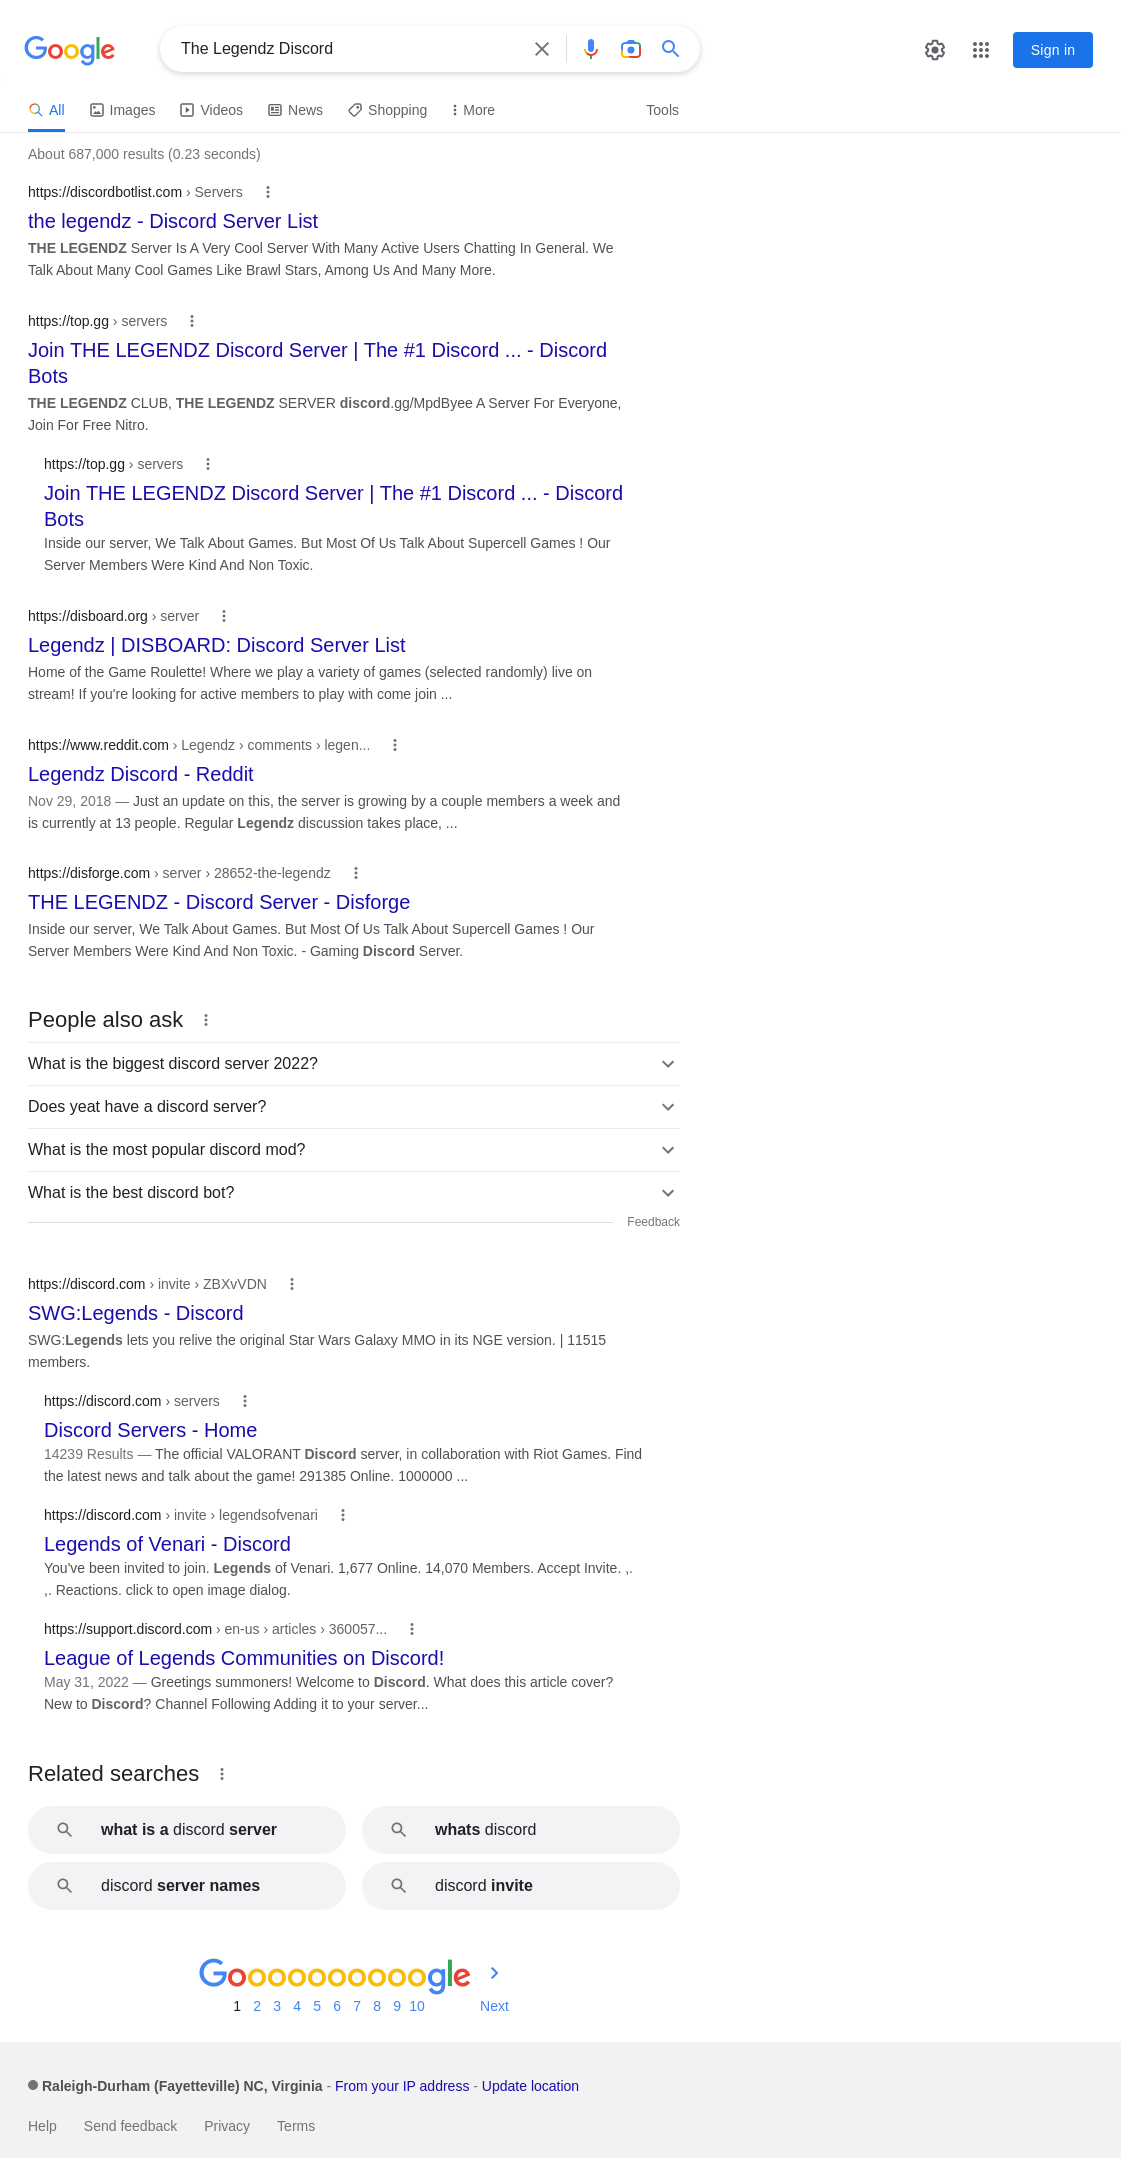 Google
The Legendz Discord
Sign in
All Images Videos News Shopping More Tools
About 687,000 results (0.23 seconds)
https://discordbotlist.com › Servers
the legendz - Discord Server List
THE LEGENDZ Server Is A Very Cool Server With Many Active Users Chatting In General. We
Talk About Many Cool Games Like Brawl Stars, Among Us And Many More.
https://top.gg › servers
Join THE LEGENDZ Discord Server | The #1 Discord ... - Discord
Bots
THE LEGENDZ CLUB, THE LEGENDZ SERVER discord.gg/MpdByee A Server For Everyone,
Join For Free Nitro.
https://top.gg › servers
Join THE LEGENDZ Discord Server | The #1 Discord ... - Discord
Bots
Inside our server, We Talk About Games. But Most Of Us Talk About Supercell Games ! Our
Server Members Were Kind And Non Toxic.
https://disboard.org › server
Legendz | DISBOARD: Discord Server List
Home of the Game Roulette! Where we play a variety of games (selected randomly) live on
stream! If you're looking for active members to play with come join ...
https://www.reddit.com › Legendz › comments › legen...
Legendz Discord - Reddit
Nov 29, 2018 — Just an update on this, the server is growing by a couple members a week and
is currently at 13 people. Regular Legendz discussion takes place, ...
https://disforge.com › server › 28652-the-legendz
THE LEGENDZ - Discord Server - Disforge
Inside our server, We Talk About Games. But Most Of Us Talk About Supercell Games ! Our
Server Members Were Kind And Non Toxic. - Gaming Discord Server.
People also ask
What is the biggest discord server 2022?
Does yeat have a discord server?
What is the most popular discord mod?
What is the best discord bot?
Feedback
https://discord.com › invite › ZBXvVDN
SWG:Legends - Discord
SWG:Legends lets you relive the original Star Wars Galaxy MMO in its NGE version. | 11515
members.
https://discord.com › servers
Discord Servers - Home
14239 Results — The official VALORANT Discord server, in collaboration with Riot Games. Find
the latest news and talk about the game! 291385 Online. 1000000 ...
https://discord.com › invite › legendsofvenari
Legends of Venari - Discord
You've been invited to join. Legends of Venari. 1,677 Online. 14,070 Members. Accept Invite. ,.
,. Reactions. click to open image dialog.
https://support.discord.com › en-us › articles › 360057...
League of Legends Communities on Discord!
May 31, 2022 — Greetings summoners! Welcome to Discord. What does this article cover?
New to Discord? Channel Following Adding it to your server...
Related searches
what is a discord server
whats discord
discord server names
discord invite
Goooooooooogle
1 2 3 4 5 6 7 8 9 10 Next
Raleigh-Durham (Fayetteville) NC, Virginia - From your IP address - Update location
Help Send feedback Privacy Terms